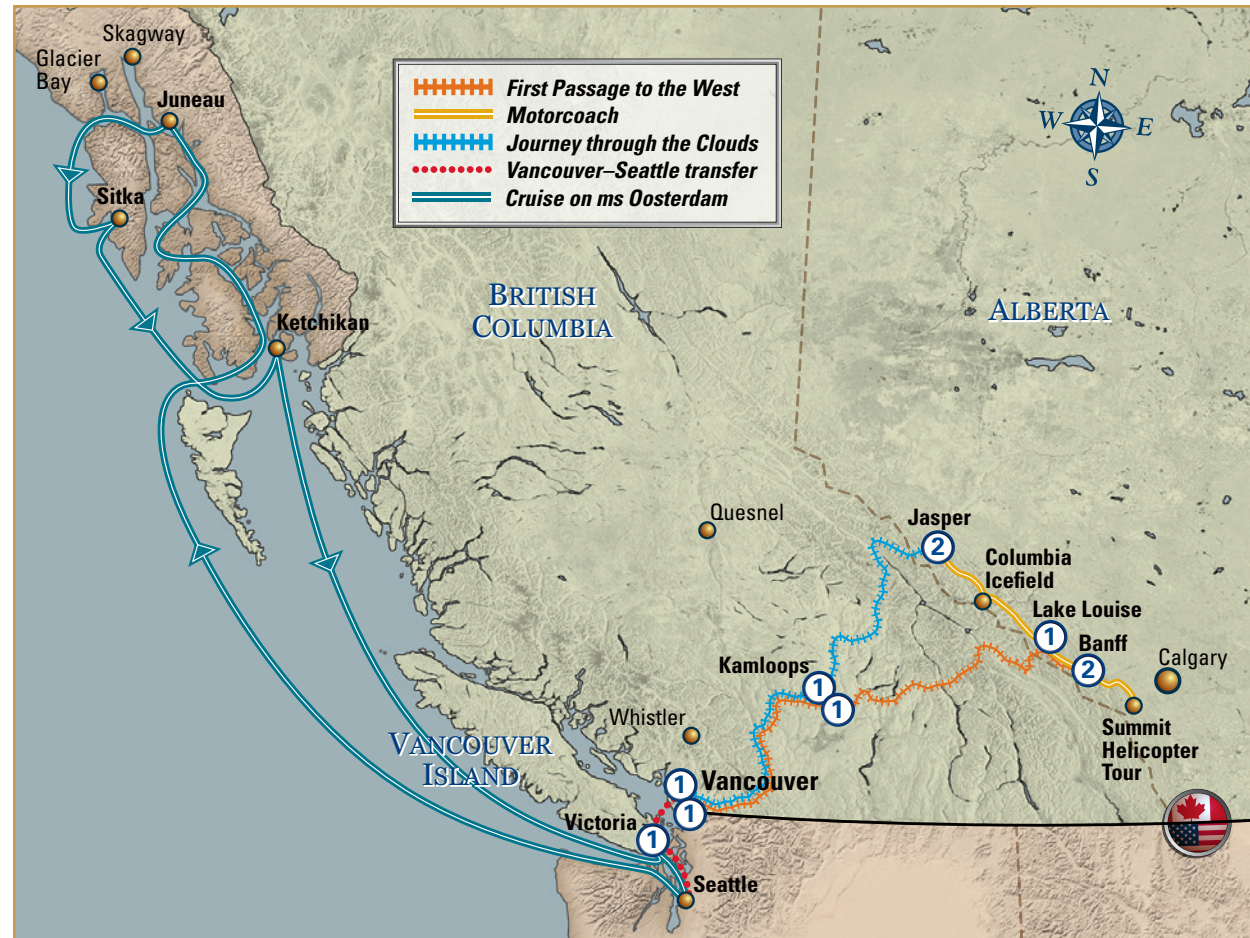 Skagway
Glacier
Bay
Juneau
Sitka
Ketchikan
First Passage to the West
Motorcoach
Journey through the Clouds
Vancouver–Seattle transfer
Cruise on ms Oosterdam
N
W
E
S
BRITISH
COLUMBIA
ALBERTA
Quesnel
Jasper
2
Columbia
Icefield
Lake Louise
1
Banff
2
Calgary
Kamloops
1
1
Summit
Helicopter
Tour
Whistler
VANCOUVER
ISLAND
1
Vancouver
1
Victoria
1
Seattle